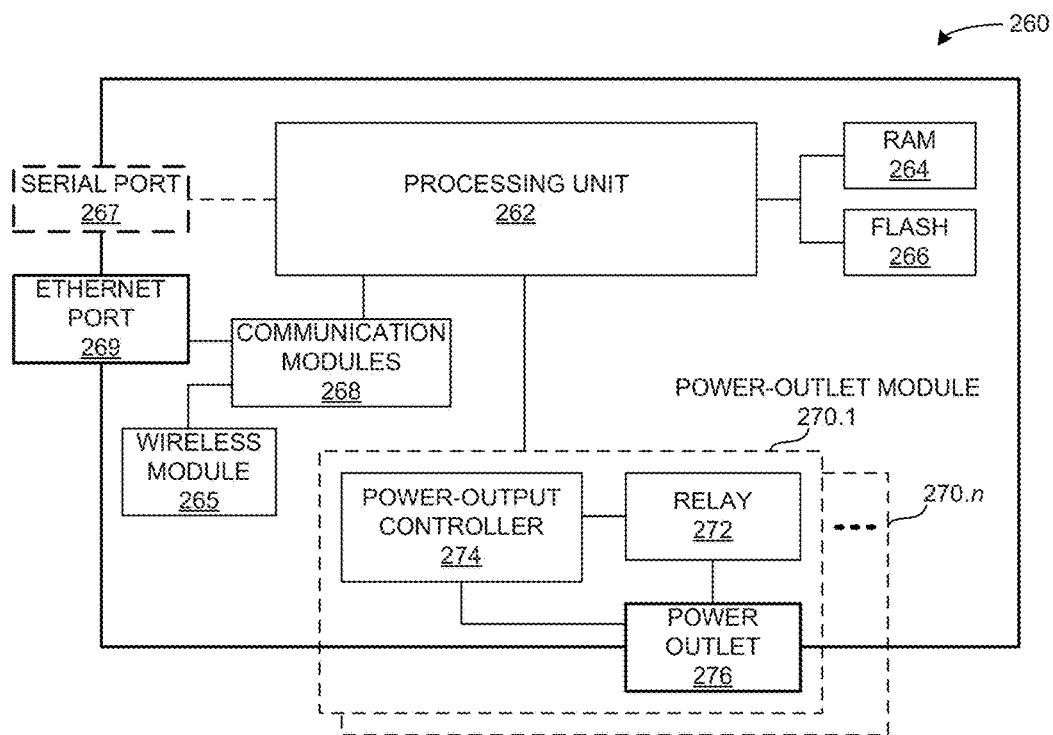 260
PROCESSING UNIT
262
RAM
264
FLASH
266
SERIAL PORT
267
ETHERNET
PORT
269
COMMUNICATION
MODULES
268
WIRELESS
MODULE
265
POWER-OUTLET MODULE
270.1
270.n
POWER-OUTPUT
CONTROLLER
274
RELAY
272
POWER
OUTLET
276